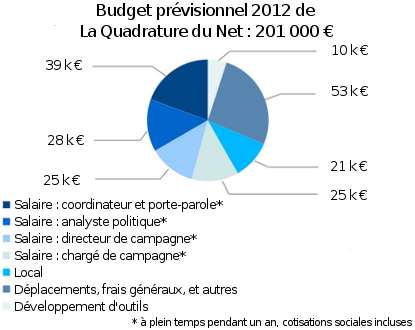 Budget prévisionnel 2012 de
La Quadrature du Net : 201 000 €
39 k€
10 k€
53 k€
28 k€
21 k€
25 k€
25 k€
Salaire : coordinateur et porte-parole*
Salaire : analyste politique*
Salaire : directeur de campagne*
Salaire : chargé de campagne*
Local
Déplacements, frais généraux, et autres
Développement d'outils
* à plein temps pendant un an, cotisations sociales incluses